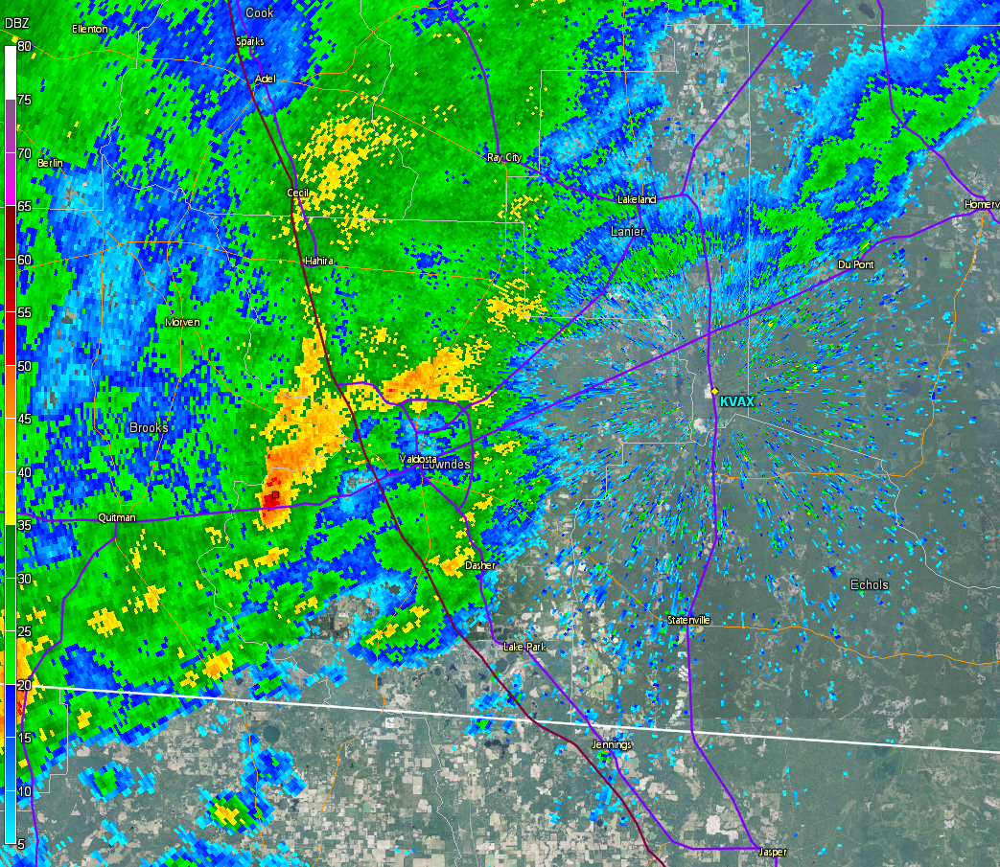 DBZ
80
75
70
65
60
55
50
45
40
35
30
25
20
15
10
5
Cook
Ellenton
Sparks
Adel
Berlin
Ray City
Cecil
Lakeland
Homerv
Lanier
Hahira
Du Pont
Morven
KVAX
Brooks
Valdosta
Lowndes
Quitman
Dasher
Echols
Statenville
Lake Park
Jennings
Jasper